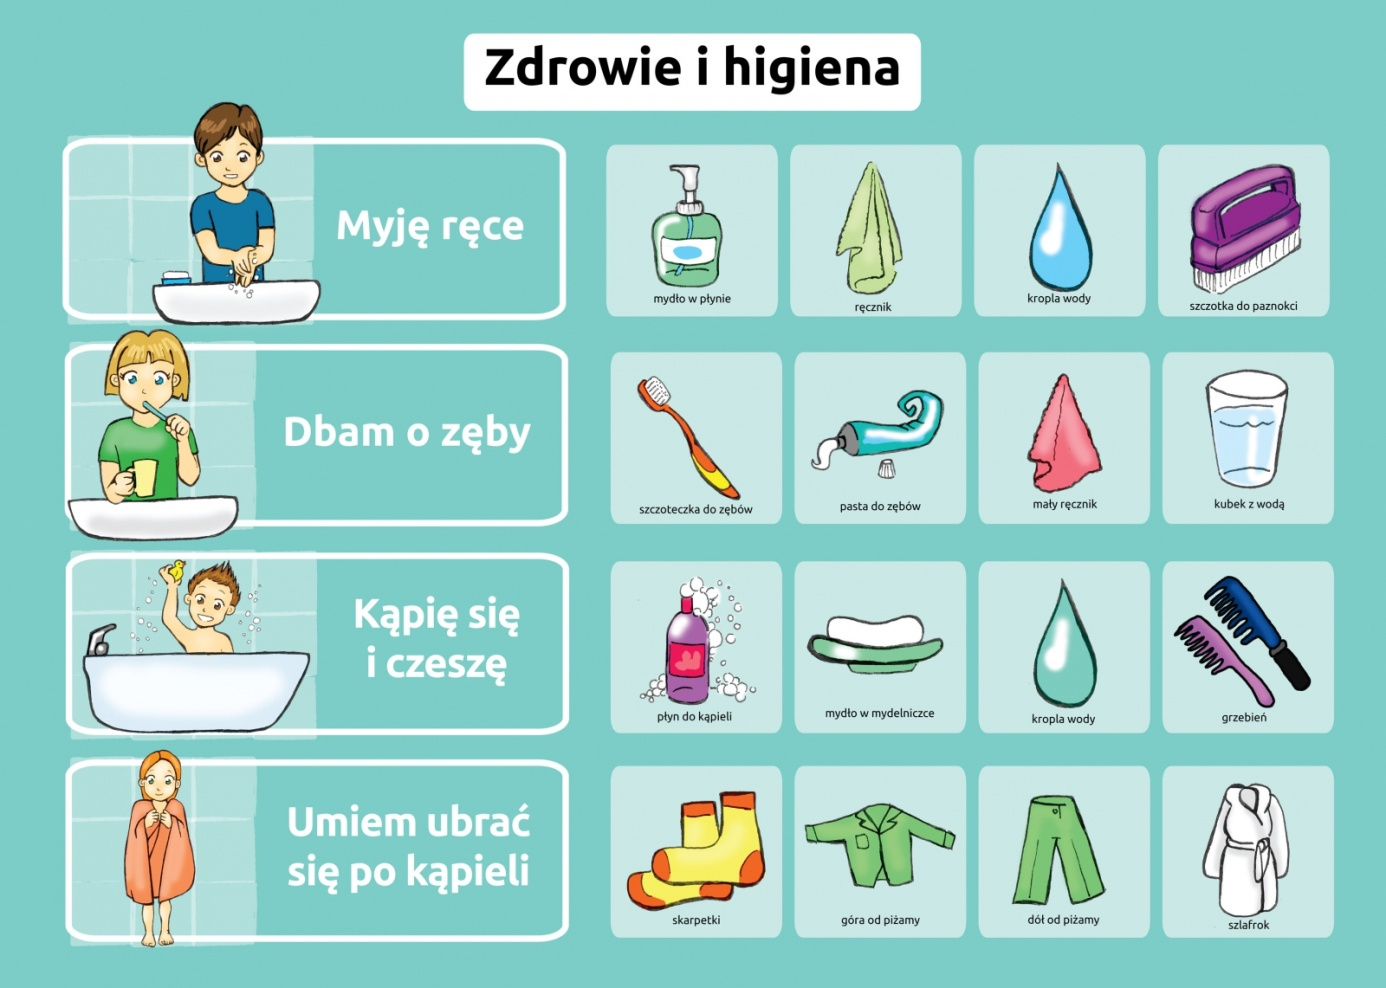 Zdrowie i higiena
Myję ręce
mydło w płynie
ręcznik
kropla wody
szczotka do paznokci
Dbam o zęby
szczoteczka do zębów
pasta do zębów
mały ręcznik
kubek z wodą
Kąpię się
i czeszę
płyn do kąpieli
mydło w mydelniczce
kropla wody
grzebień
Umiem ubrać
się po kąpieli
skarpetki
góra od piżamy
dół od piżamy
szlafrok